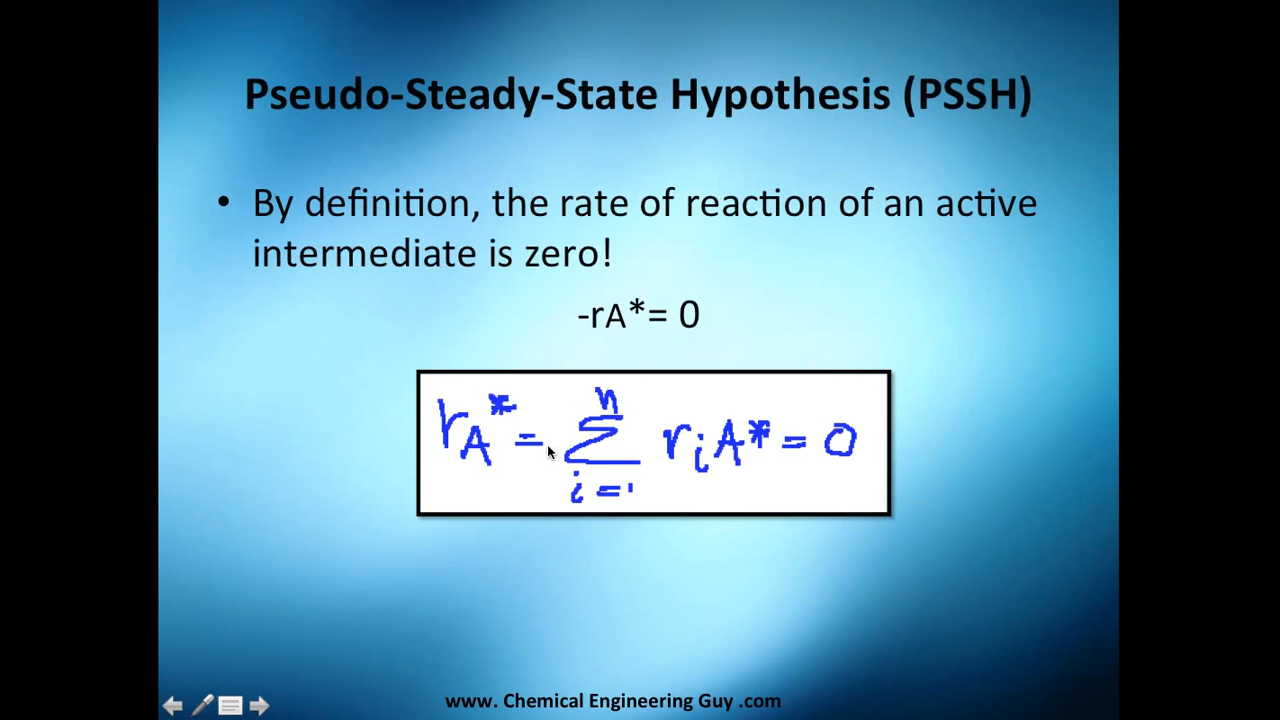 Pseudo-Steady-State Hypothesis (PSSH)
• By definition, the rate of reaction of an active
intermediate is zero!
-rA*= 0
n
rA* = Σ riA* = 0
i=1
www. Chemical Engineering Guy .com